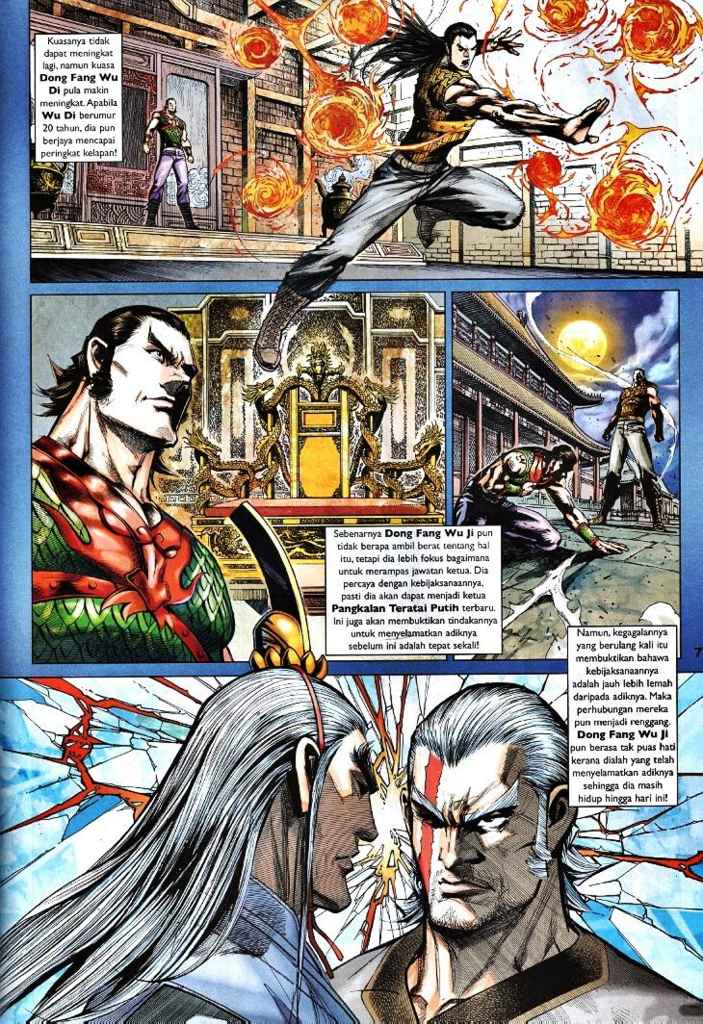 Kuasanya tidak
dapat meningkat
lagi, namun kuasa
Dong Fang Wu
Di pula makin
meningkat. Apabila
Wu Di berumur
20 tahun, dia pun
berjaya mencapai
peringkat kelapan!
Sebenarnya Dong Fang Wu Ji pun
tidak berapa ambil berat tentang hal
itu, tetapi dia lebih fokus bagaimana
untuk merampas jawatan ketua. Dia
percaya dengan kebijaksanaannya,
pasti dia akan dapat menjadi ketua
Pangkalan Teratai Putih terbaru.
Ini juga akan membuktikan tindakannya
untuk menyelamatkan adiknya
sebelum ini adalah tepat sekali!
Namun, kegagalannya
yang berulang kali itu
membuktikan bahawa
kebijaksanaannya
adalah jauh lebih lemah
daripada adiknya. Maka
perhubungan mereka
pun menjadi renggang.
Dong Fang Wu Ji
pun berasa tak puas hati
kerana dialah yang telah
menyelamatkan adiknya
sehingga dia masih
hidup hingga hari ini!
7